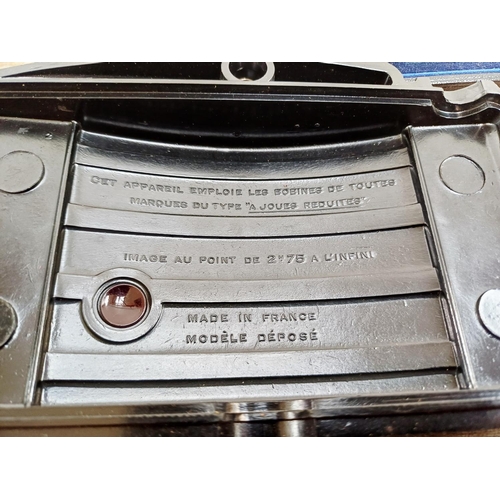 CET APPAREIL EMPLOIE LES BOBINES DE TOUTES
MARQUES DU TYPE "A JOUES REDUITES"
IMAGE AU POINT DE 2ᴹ75 A L'INFINI
MADE IN FRANCE
MODÈLE DÉPOSÉ